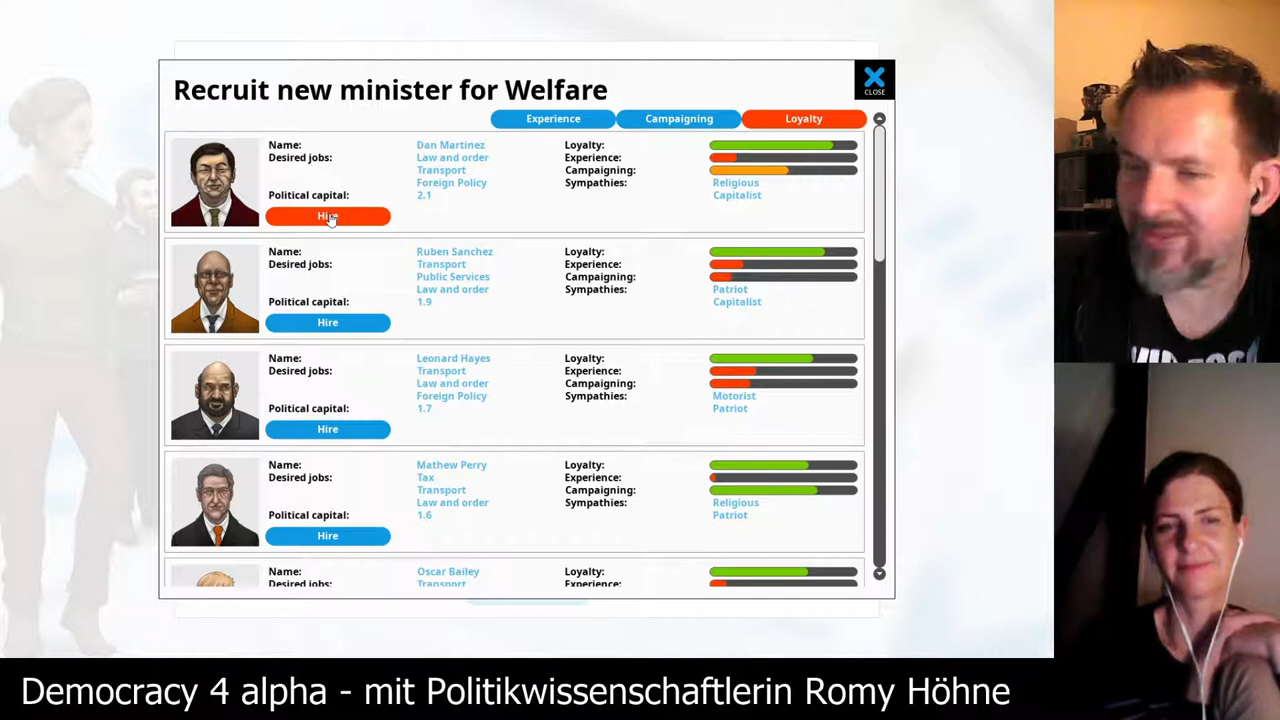 Recruit new minister for Welfare
CLOSE
Experience Campaigning Loyalty
Name: Dan Martinez Loyalty:
Desired jobs: Law and order Experience:
Transport Campaigning:
Foreign Policy Sympathies: Religious
Political capital: 2.1 Capitalist
Hire
Name: Ruben Sanchez Loyalty:
Desired jobs: Transport Experience:
Public Services Campaigning:
Law and order Sympathies: Patriot
Political capital: 1.9 Capitalist
Hire
Name: Leonard Hayes Loyalty:
Desired jobs: Transport Experience:
Law and order Campaigning:
Foreign Policy Sympathies: Motorist
Political capital: 1.7 Patriot
Hire
Name: Mathew Perry Loyalty:
Desired jobs: Tax Experience:
Transport Campaigning:
Law and order Sympathies: Religious
Political capital: 1.6 Patriot
Hire
Name: Oscar Bailey Loyalty:
Desired jobs: Transport Experience:
Democracy 4 alpha - mit Politikwissenschaftlerin Romy Höhne